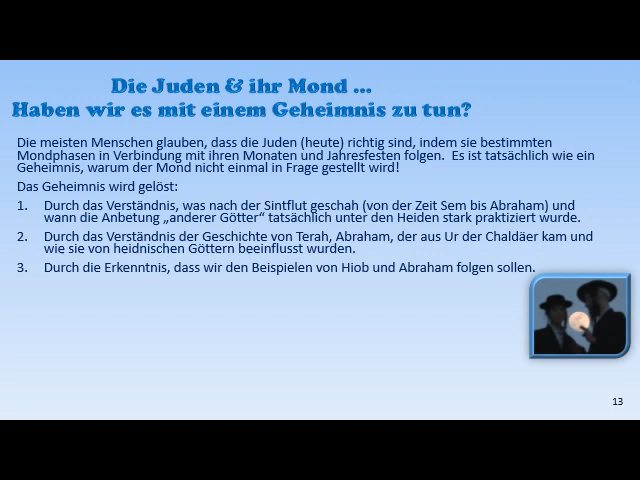 Die Juden & ihr Mond ...
Haben wir es mit einem Geheimnis zu tun?
Die meisten Menschen glauben, dass die Juden (heute) richtig sind, indem sie bestimmten
Mondphasen in Verbindung mit ihren Monaten und Jahresfesten folgen.  Es ist tatsächlich wie ein
Geheimnis, warum der Mond nicht einmal in Frage gestellt wird!
Das Geheimnis wird gelöst:
1. Durch das Verständnis, was nach der Sintflut geschah (von der Zeit Sem bis Abraham) und
wann die Anbetung „anderer Götter“ tatsächlich unter den Heiden stark praktiziert wurde.
2. Durch das Verständnis der Geschichte von Terah, Abraham, der aus Ur der Chaldäer kam und
wie sie von heidnischen Göttern beeinflusst wurden.
3. Durch die Erkenntnis, dass wir den Beispielen von Hiob und Abraham folgen sollen.
13